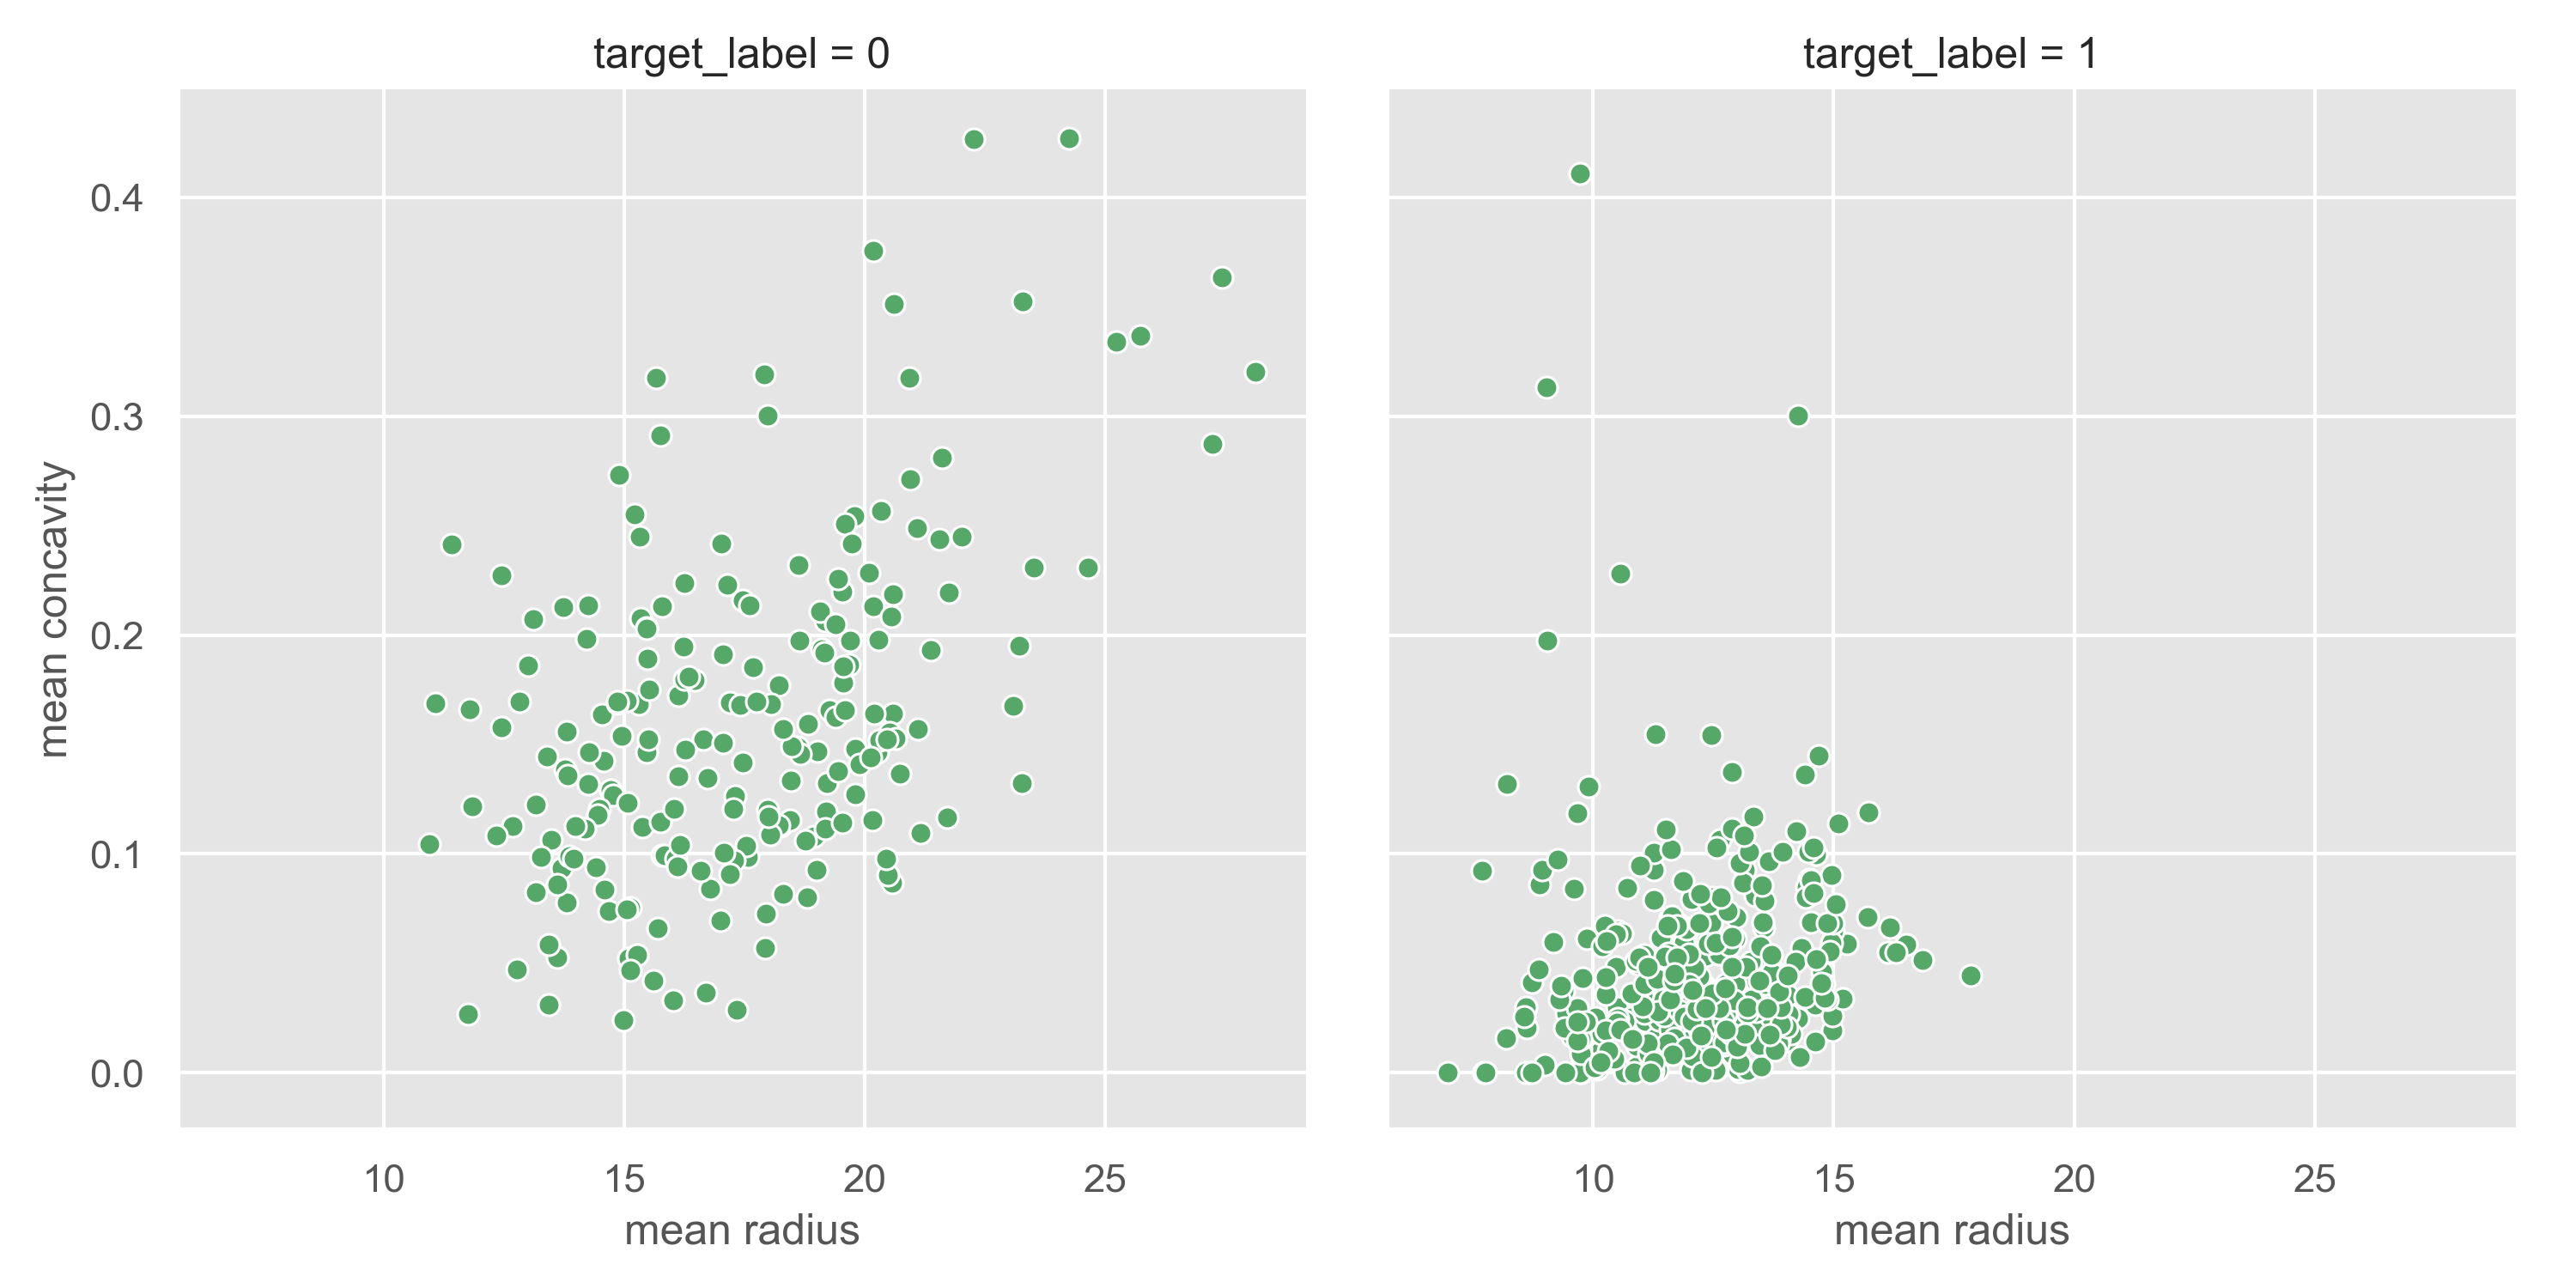 target_label = 0
target_label = 1
mean concavity
0.4
0.3
0.2
0.1
0.0
10 15 20 25
10 15 20 25
mean radius
mean radius